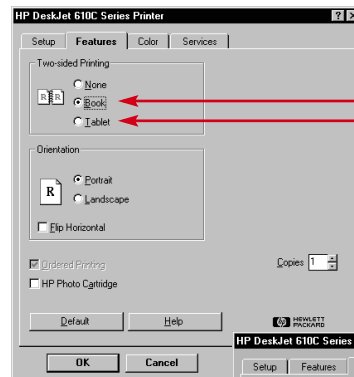 HP DeskJet 610C Series Printer
Setup Features Color Services
Two-sided Printing
None
Book
Tablet
Orientation
R
Portrait
Landscape
Flip Horizontal
Ordered Printing
Copies 1
HP Photo Cartridge
Default Help
HEWLETT
PACKARD
OK Cancel
HP DeskJet 610C Series
Setup Features